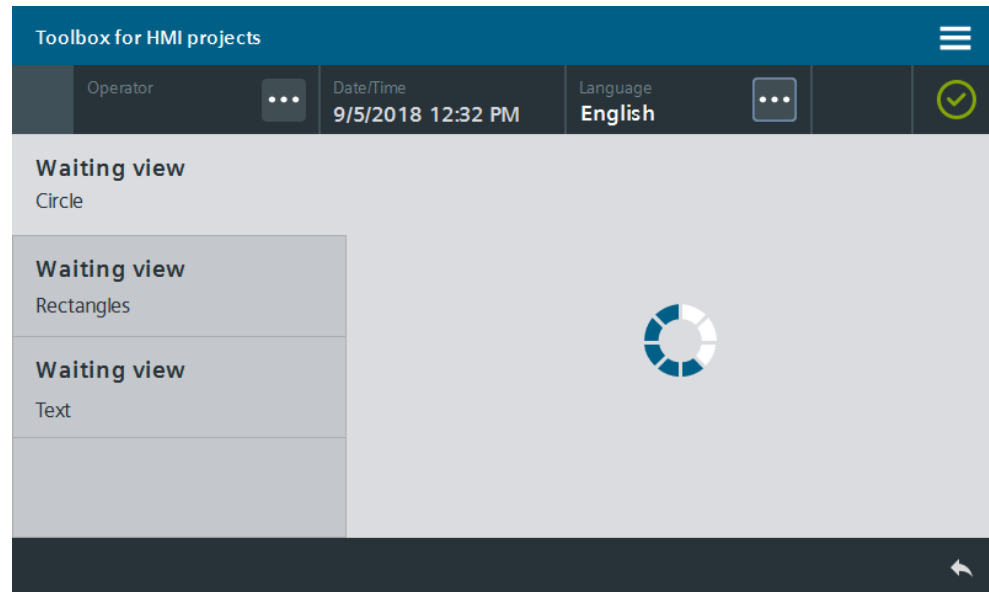 Toolbox for HMI projects
Operator
Date/Time
9/5/2018 12:32 PM
Language
English
Waiting view
Circle
Waiting view
Rectangles
Waiting view
Text